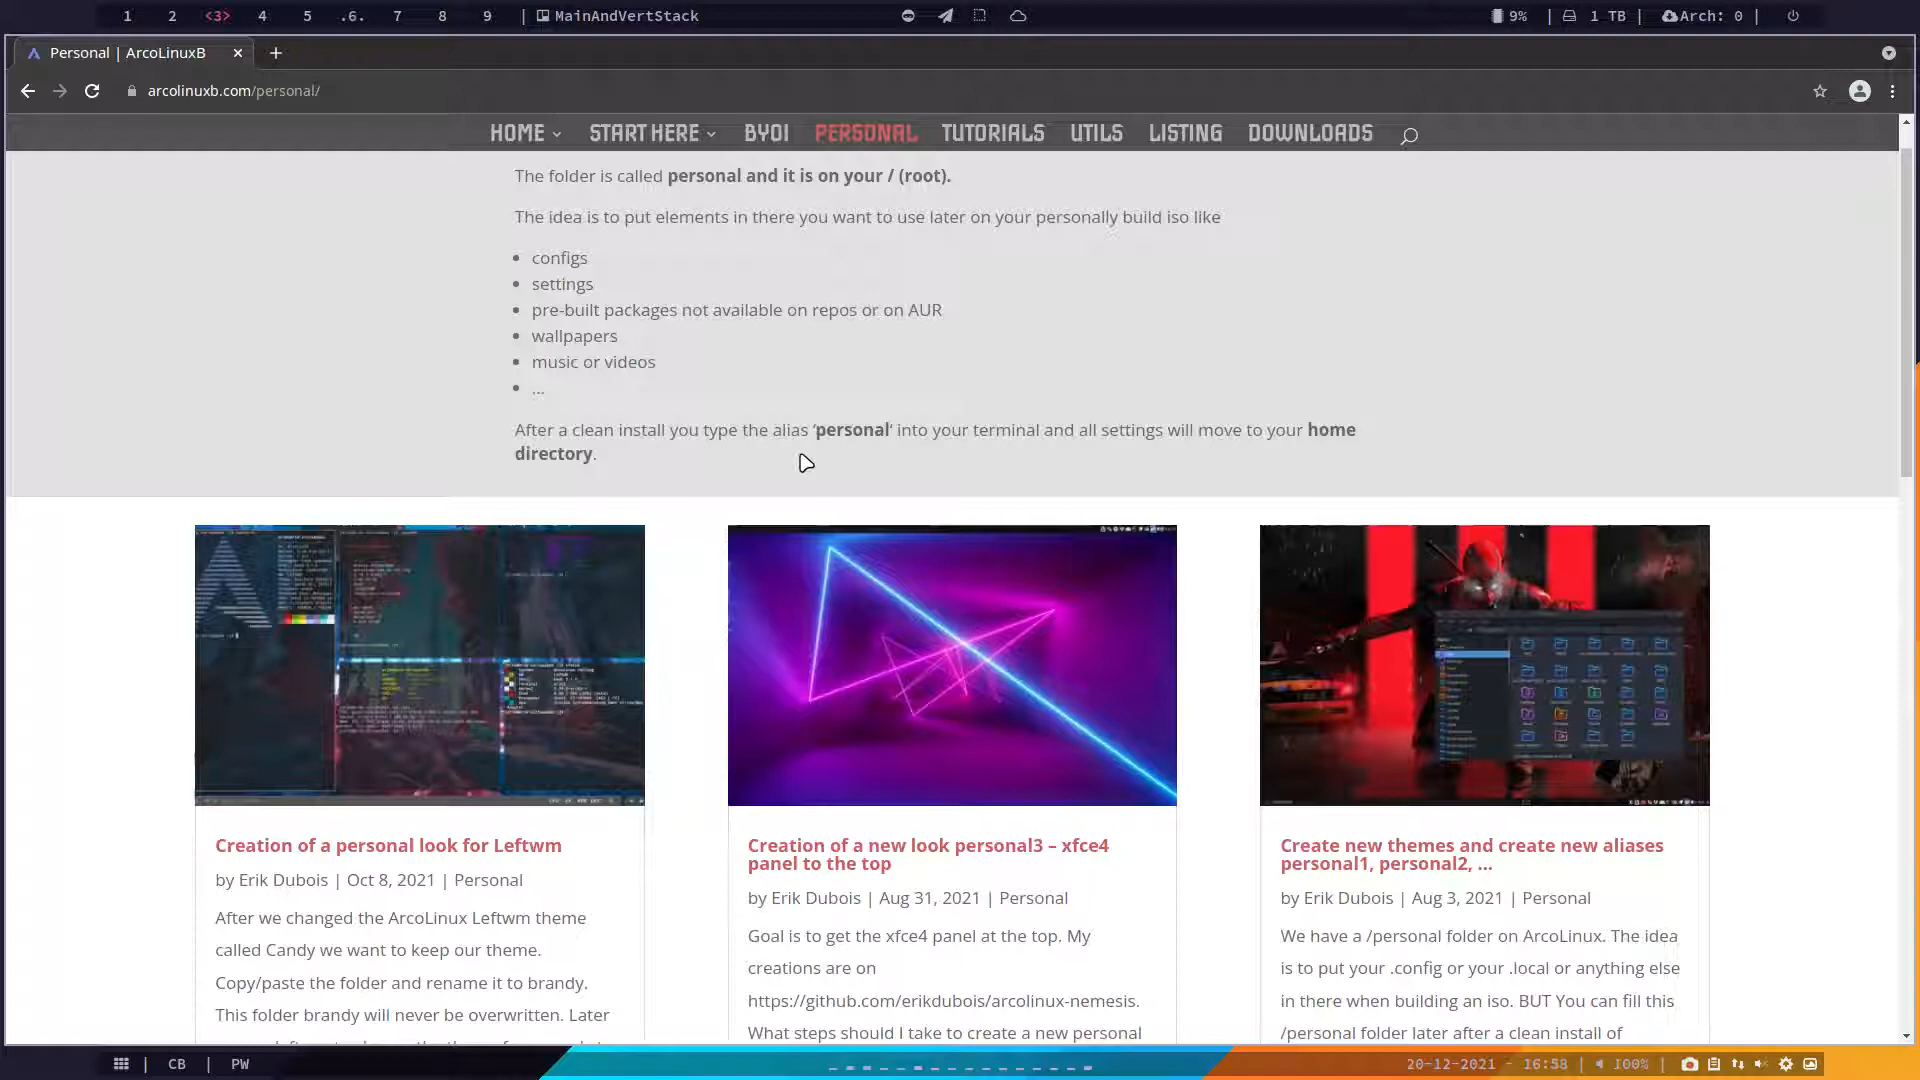 1 2 <3> 4 5 .6. 7 8 9 | MainAndVertStack
9% | 1 TB | Arch: 0 |
Personal | ArcoLinuxB
arcolinuxb.com/personal/
HOME START HERE BYOI PERSONAL TUTORIALS UTILS LISTING DOWNLOADS
The folder is called personal and it is on your / (root).
The idea is to put elements in there you want to use later on your personally build iso like
• configs
• settings
• pre-built packages not available on repos or on AUR
• wallpapers
• music or videos
• ...
After a clean install you type the alias ‘personal‘ into your terminal and all settings will move to your home
directory.
Creation of a personal look for Leftwm
by Erik Dubois | Oct 8, 2021 | Personal
After we changed the ArcoLinux Leftwm theme
called Candy we want to keep our theme.
Copy/paste the folder and rename it to brandy.
This folder brandy will never be overwritten. Later
Creation of a new look personal3 – xfce4
panel to the top
by Erik Dubois | Aug 31, 2021 | Personal
Goal is to get the xfce4 panel at the top. My
creations are on
https://github.com/erikdubois/arcolinux-nemesis.
What steps should I take to create a new personal
Create new themes and create new aliases
personal1, personal2, …
by Erik Dubois | Aug 3, 2021 | Personal
We have a /personal folder on ArcoLinux. The idea
is to put your .config or your .local or anything else
in there when building an iso. BUT You can fill this
/personal folder later after a clean install of
| CB | PW
20-12-2021 - 16:58 | 100% |